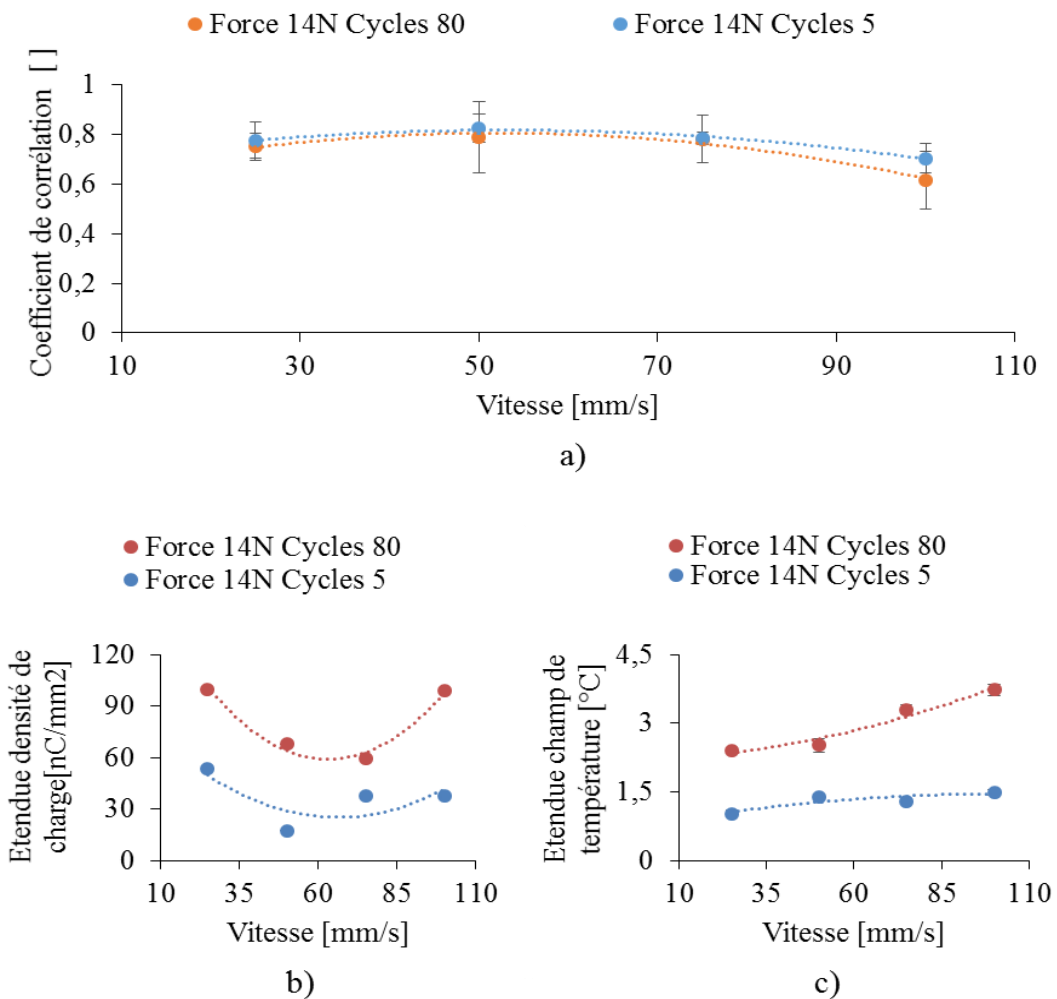 Force 14N Cycles 80
Force 14N Cycles 5
Coefficient de corrélation [ ]
1
0,8
0,6
0,4
0,2
0
10 30 50 70 90 110
Vitesse [mm/s]
a)
Force 14N Cycles 80
Force 14N Cycles 5
Etendue densité de
charge[nC/mm2]
120
90
60
30
0
10 35 60 85 110
Vitesse [mm/s]
b)
Force 14N Cycles 80
Force 14N Cycles 5
Etendue champ de
température [°C]
4,5
3
1,5
0
10 35 60 85 110
Vitesse [mm/s]
c)